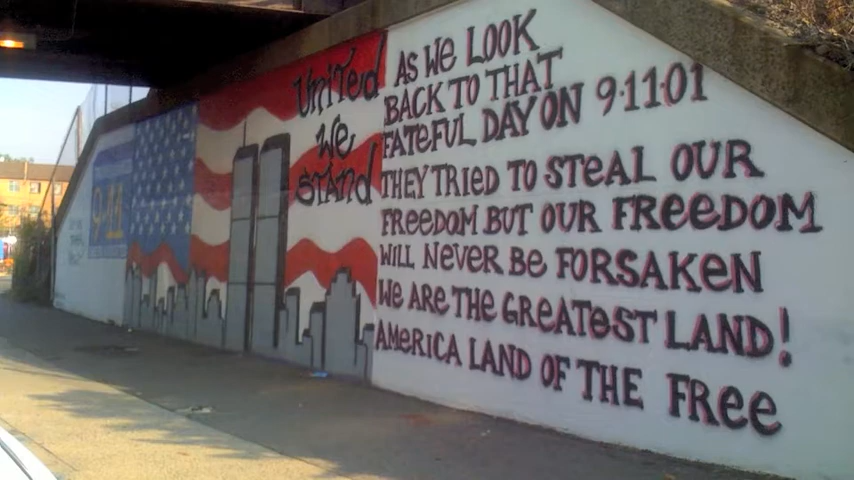 9-11
United
We
Stand
As We Look
Back to that
Fateful Day on 9·11·01
They tried to steal our
Freedom but our Freedom
Will never be forsaken
We are the greatest land!
America land of the free